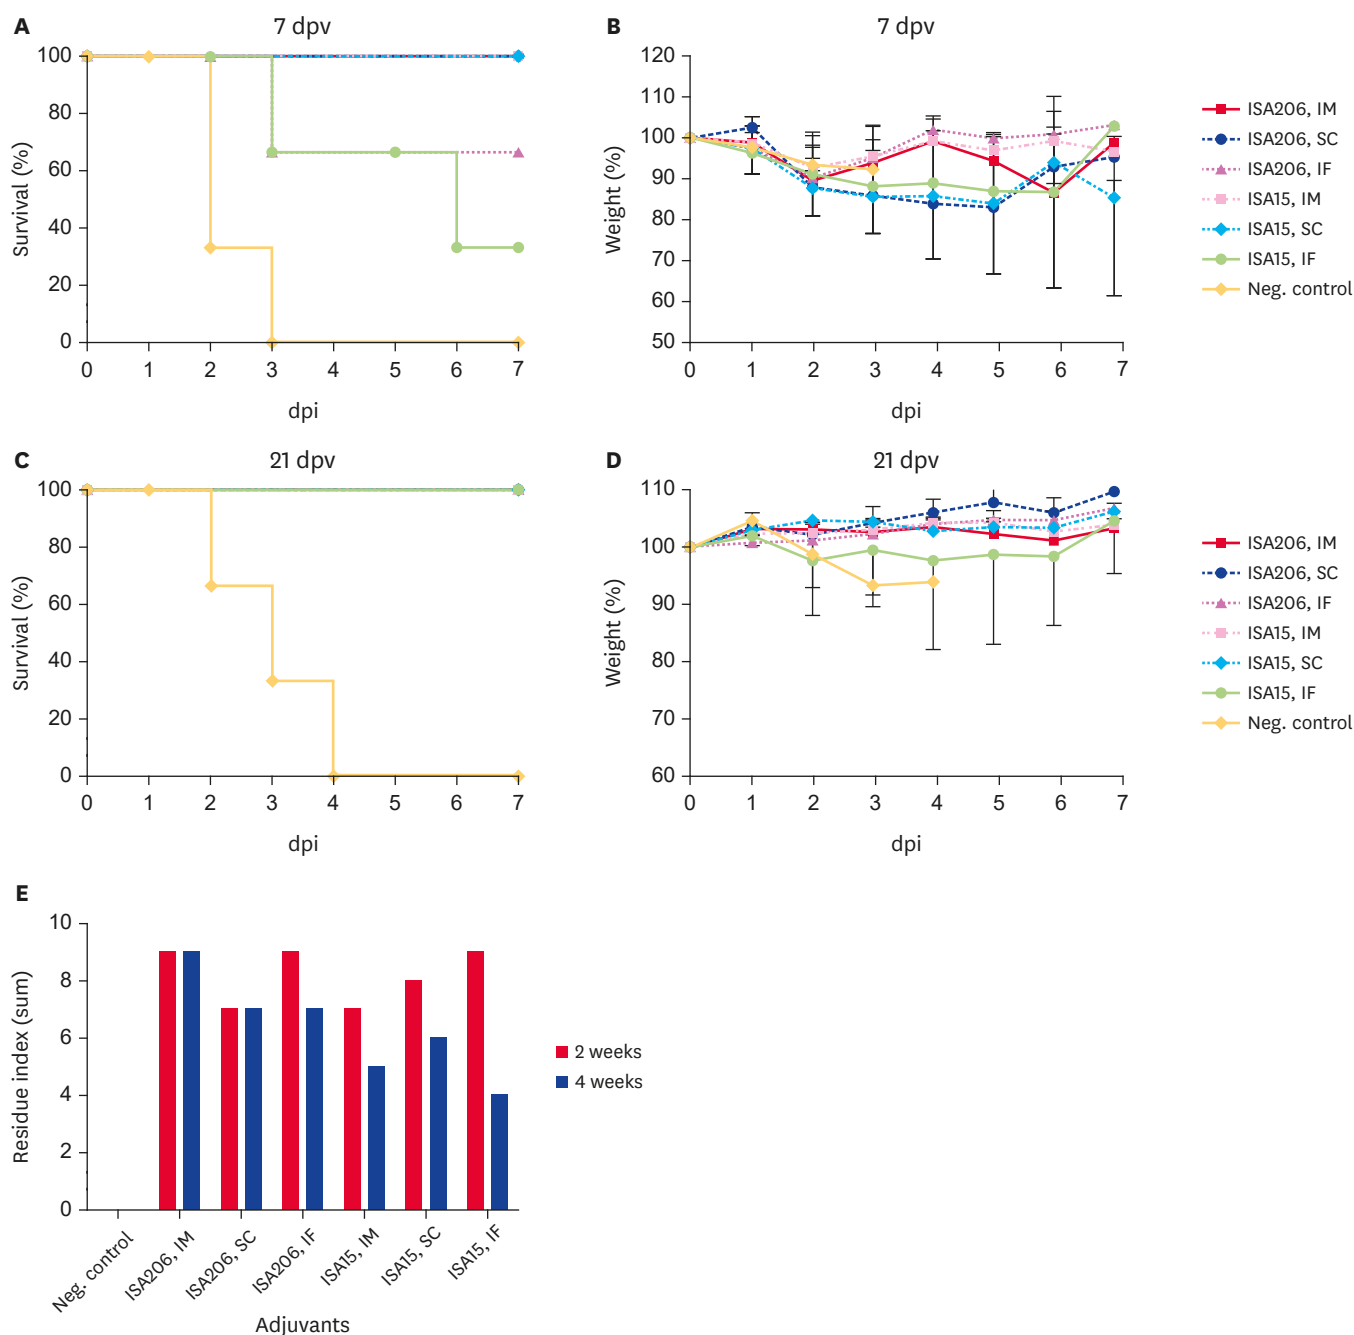 A
7 dpv
Survival (%)
100
80
60
40
20
0
0 1 2 3 4 5 6 7
dpi
B
7 dpv
Weight (%)
120
110
100
90
80
70
60
50
0 1 2 3 4 5 6 7
dpi
ISA206, IM
ISA206, SC
ISA206, IF
ISA15, IM
ISA15, SC
ISA15, IF
Neg. control
C
21 dpv
Survival (%)
100
80
60
40
20
0
0 1 2 3 4 5 6 7
dpi
D
21 dpv
Weight (%)
110
100
90
80
70
60
0 1 2 3 4 5 6 7
dpi
ISA206, IM
ISA206, SC
ISA206, IF
ISA15, IM
ISA15, SC
ISA15, IF
Neg. control
E
Residue index (sum)
10
8
6
4
2
0
Neg. control
ISA206, IM
ISA206, SC
ISA206, IF
ISA15, IM
ISA15, SC
ISA15, IF
Adjuvants
2 weeks
4 weeks